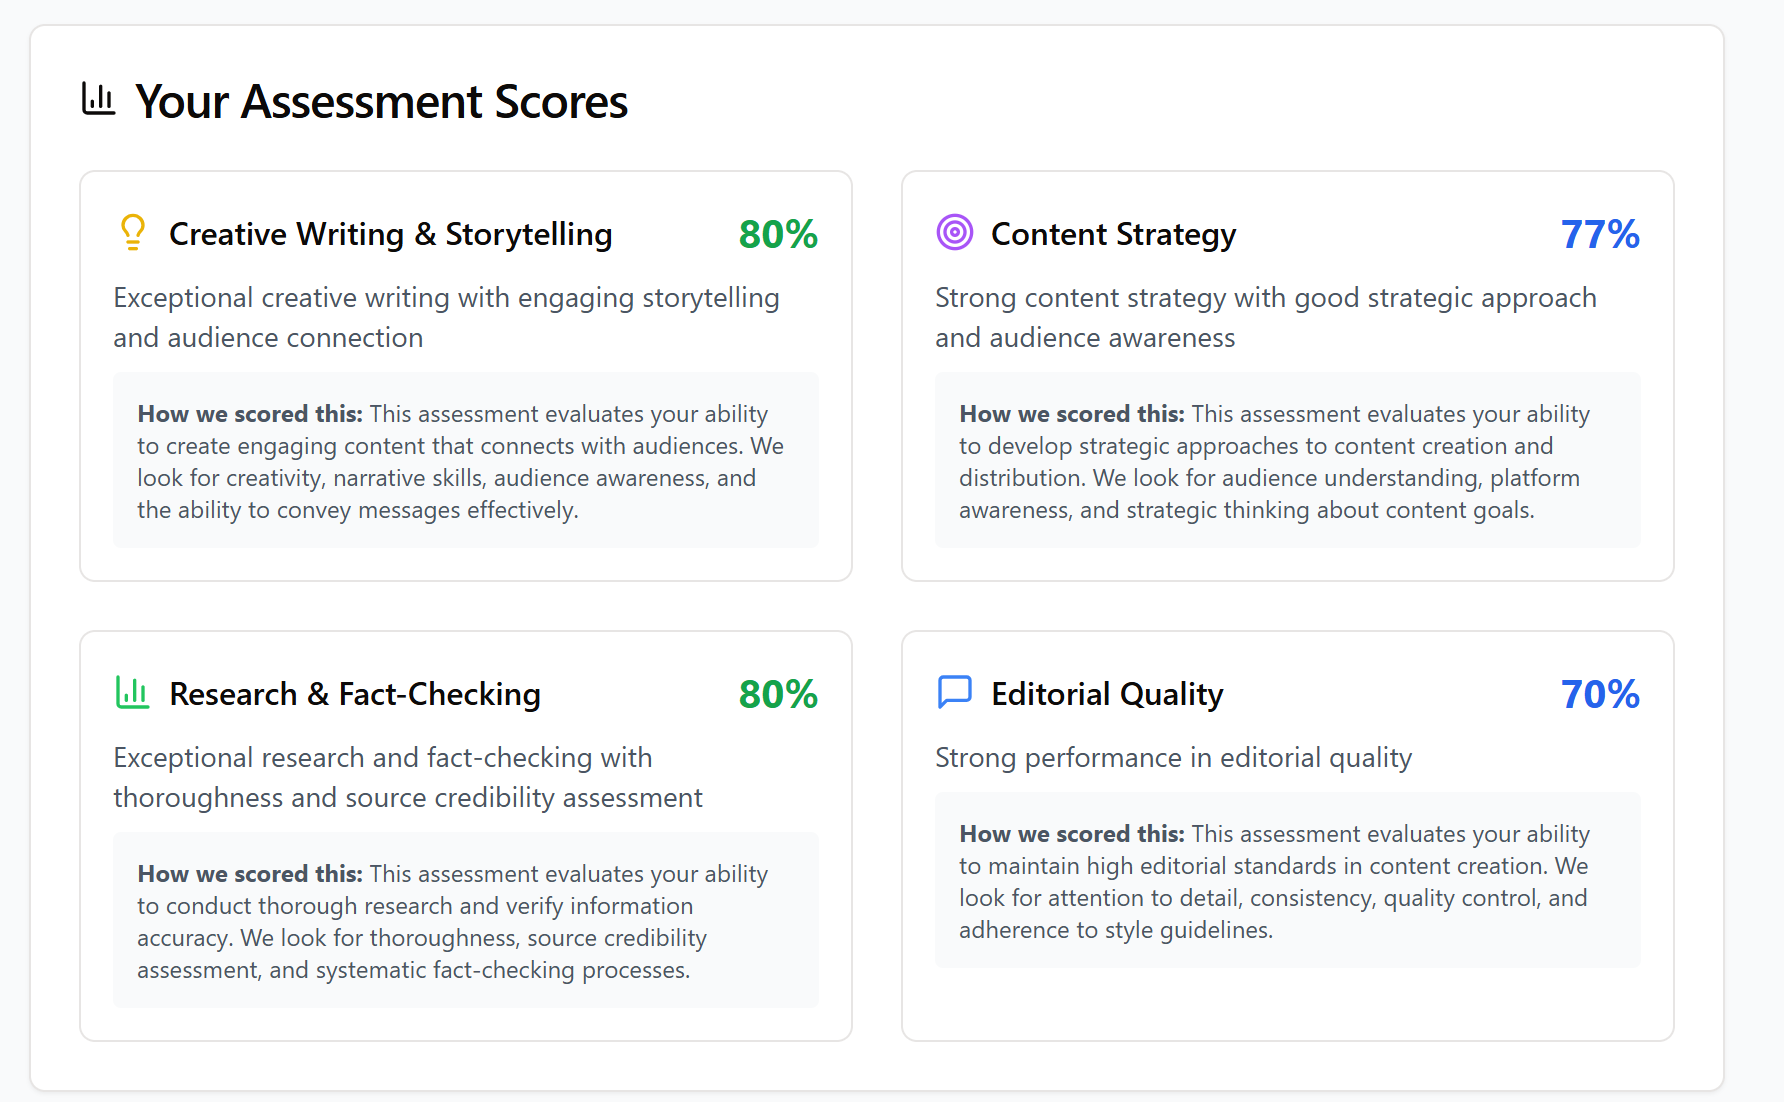 Your Assessment Scores
Creative Writing & Storytelling
80%
Exceptional creative writing with engaging storytelling
and audience connection
How we scored this: This assessment evaluates your ability
to create engaging content that connects with audiences. We
look for creativity, narrative skills, audience awareness, and
the ability to convey messages effectively.
Content Strategy
77%
Strong content strategy with good strategic approach
and audience awareness
How we scored this: This assessment evaluates your ability
to develop strategic approaches to content creation and
distribution. We look for audience understanding, platform
awareness, and strategic thinking about content goals.
Research & Fact-Checking
80%
Exceptional research and fact-checking with
thoroughness and source credibility assessment
How we scored this: This assessment evaluates your ability
to conduct thorough research and verify information
accuracy. We look for thoroughness, source credibility
assessment, and systematic fact-checking processes.
Editorial Quality
70%
Strong performance in editorial quality
How we scored this: This assessment evaluates your ability
to maintain high editorial standards in content creation. We
look for attention to detail, consistency, quality control, and
adherence to style guidelines.